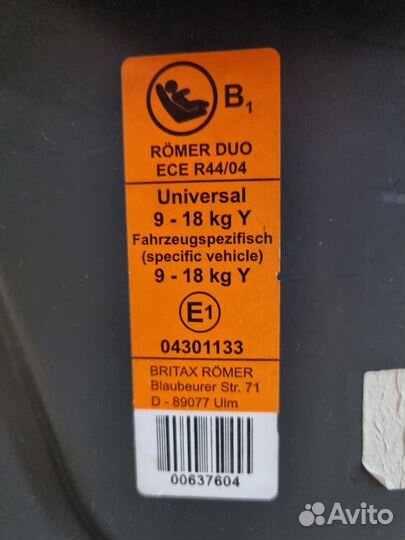 B1
RÖMER DUO
ECE R44/04
Universal
9 - 18 kg Y
Fahrzeugspezifisch
(specific vehicle)
9 - 18 kg Y
E1
04301133
BRITAX RÖMER
Blaubeurer Str. 71
D - 89077 Ulm
00637604
Avito